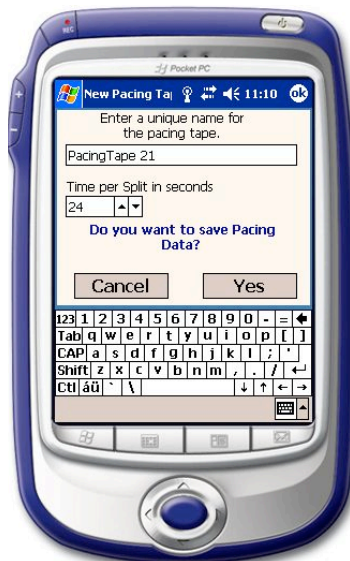 REC
Pocket PC
New Pacing Ta 11:10 ok
Enter a unique name for
the pacing tape.
PacingTape 21
Time per Split in seconds
24
Do you want to save Pacing
Data?
Cancel Yes
123 1 2 3 4 5 6 7 8 9 0 - =
Tab q w e r t y u i o p [ ]
CAP a s d f g h j k l ; '
Shift z x c v b n m , . /
Ctl áü ` \